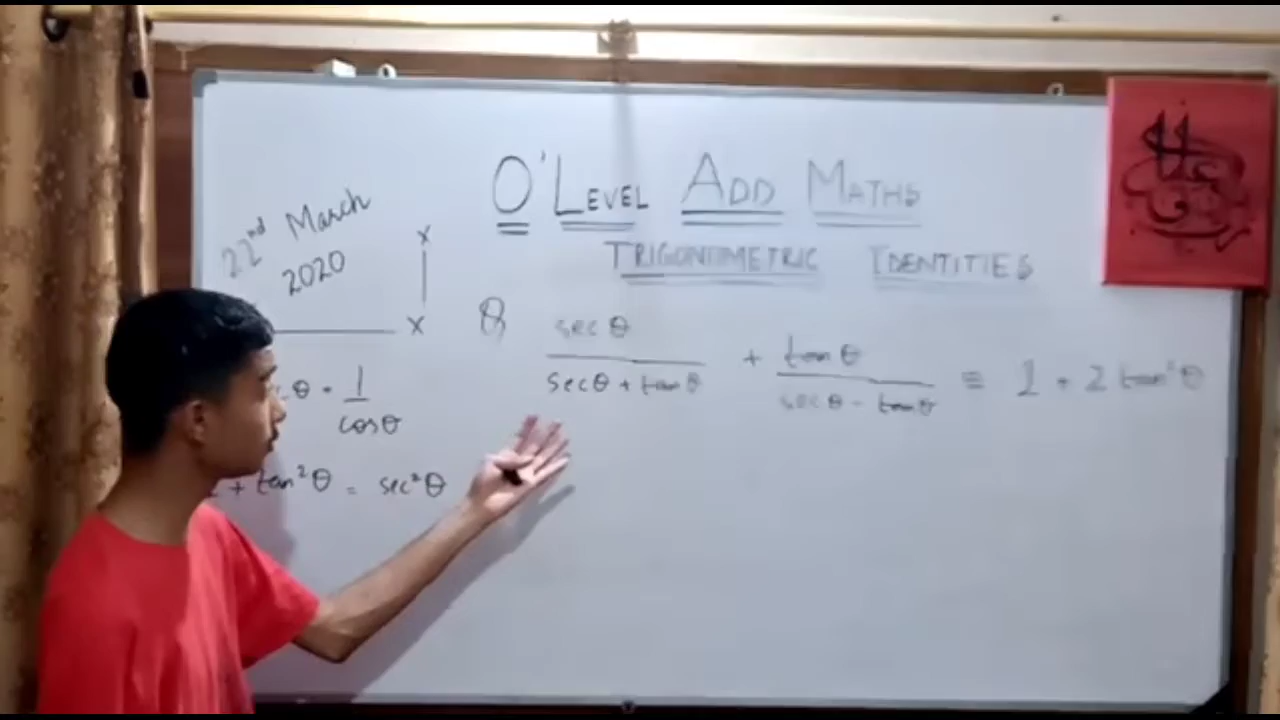 O'LEVEL ADD MATHS
TRIGONOMETRIC IDENTITIES
22nd March
2020
x
x
Q, secθ / secθ + tanθ + tanθ / secθ - tanθ ≡ 1 + 2 tan²θ
cθ = 1 / cosθ
+ tan²θ = sec²θ